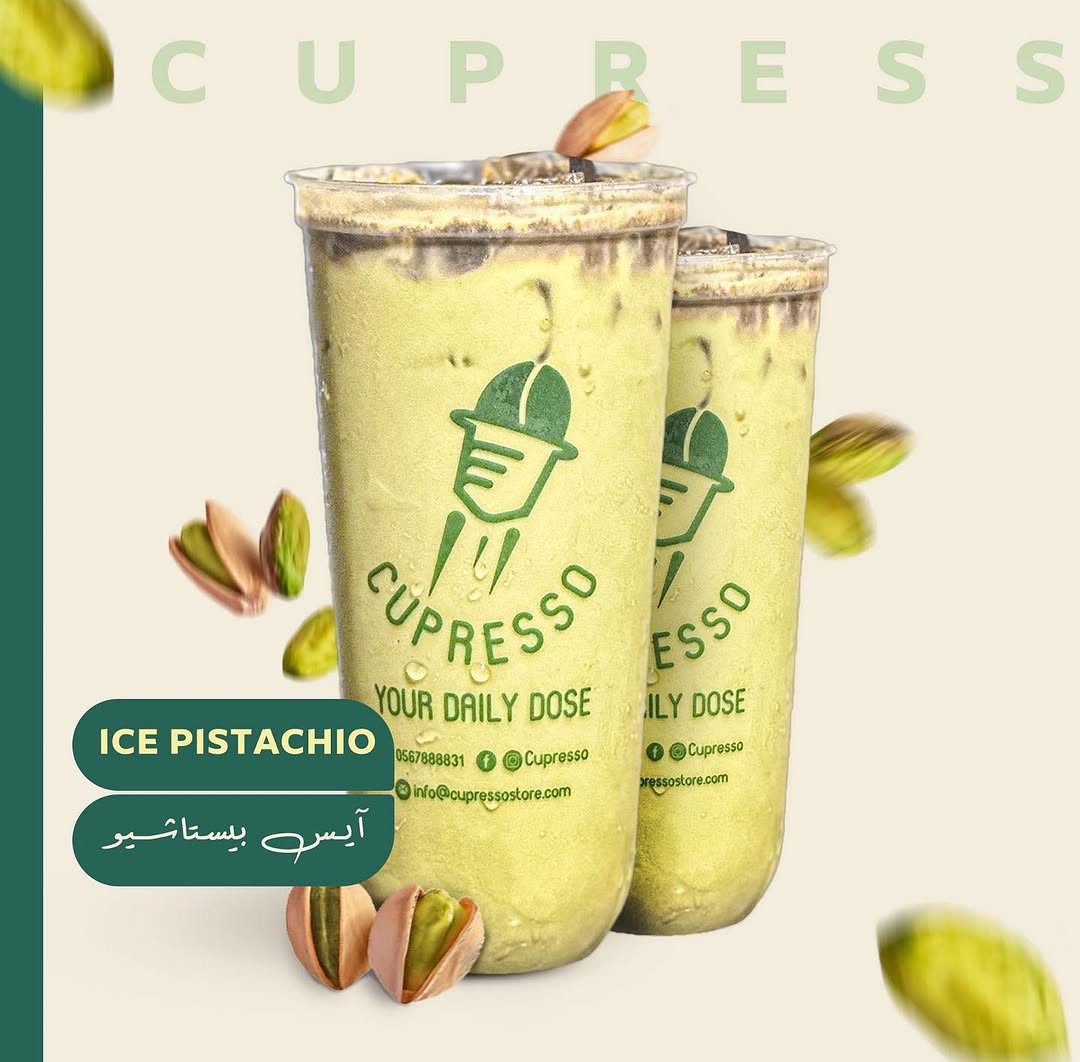 CUPRESS
CUPRESSO
YOUR DAILY DOSE
0567888831 Cupresso
info@cupressostore.com
ESSO
ILY DOSE
Cupresso
pressostore.com
ICE PISTACHIO
آيس بيستاشيو